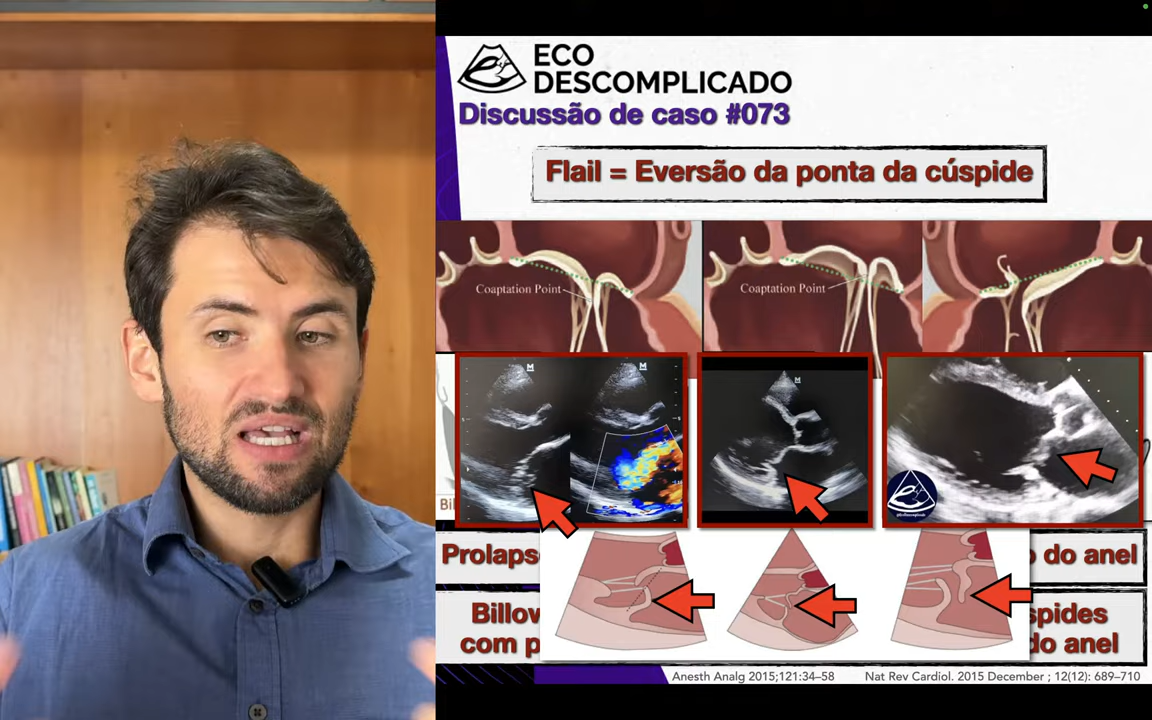 ECO
DESCOMPLICADO
Discussão de caso #073
Flail = Eversão da ponta da cúspide
Coaptation Point
Coaptation Point
M
M
M
Bil
Prolaps
do anel
Billow
spides
com p
do anel
Anesth Analg 2015;121:34–58
Nat Rev Cardiol. 2015 December ; 12(12): 689–710